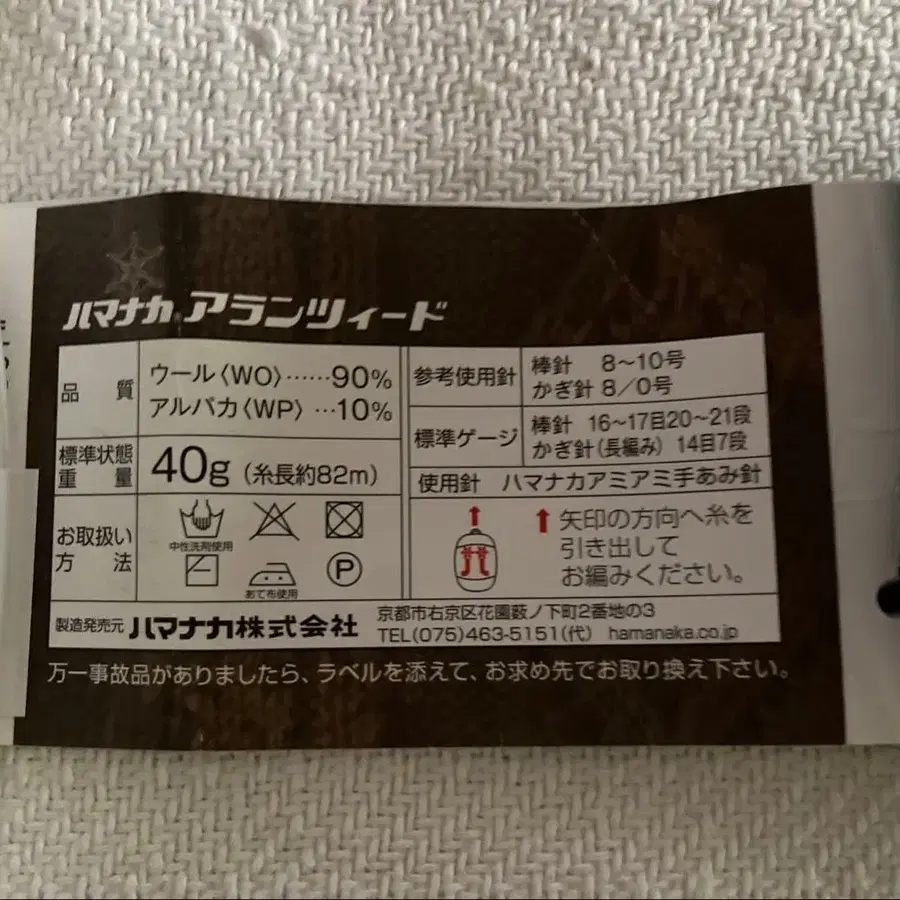 ハマナカ®アランツィード
品 質
ウール〈WO〉……90%
アルパカ〈WP〉…10%
標準状態
重 量
40g（糸長約82m）
お取扱い
方 法
中性洗剤使用
あて布使用
P
参考使用針
棒針 8～10号
かぎ針 8／0号
標準ゲージ
棒針 16～17目20～21段
かぎ針（長編み）14目7段
使用針 ハマナカアミアミ手あみ針
⬆矢印の方向へ糸を
引き出して
お編みください。
製造発売元 ハマナカ株式会社
京都市右京区花園薮ノ下町2番地の3
TEL(075)463-5151(代) hamanaka.co.jp
万一事故品がありましたら、ラベルを添えて、お求め先でお取り換え下さい。